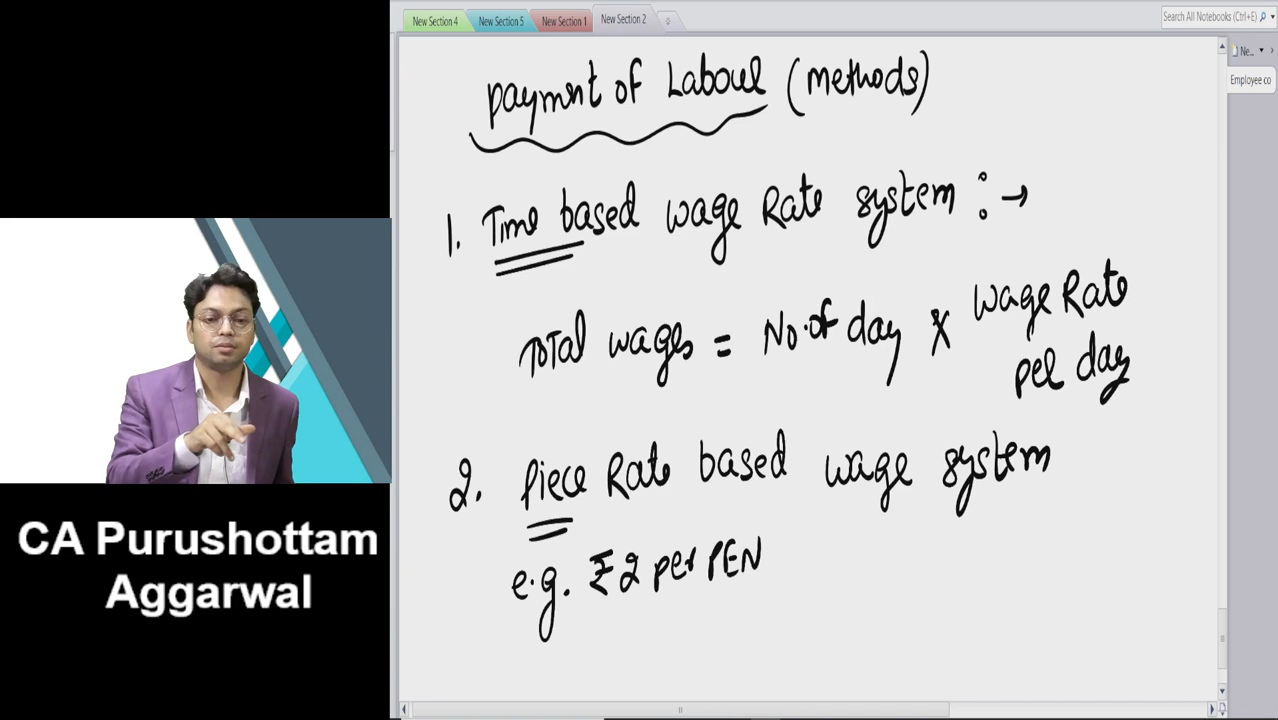 New Section 4
New Section 5
New Section 1
New Section 2
Search All Notebooks (Ctrl+E)
Ne...
Employee co
Payment of Labour (methods)
1. Time based wage Rate system : →
Total wages = No. of day × wage Rate
per day
2. Piece Rate based wage system
e.g. ₹2 per PEN
CA Purushottam
Aggarwal